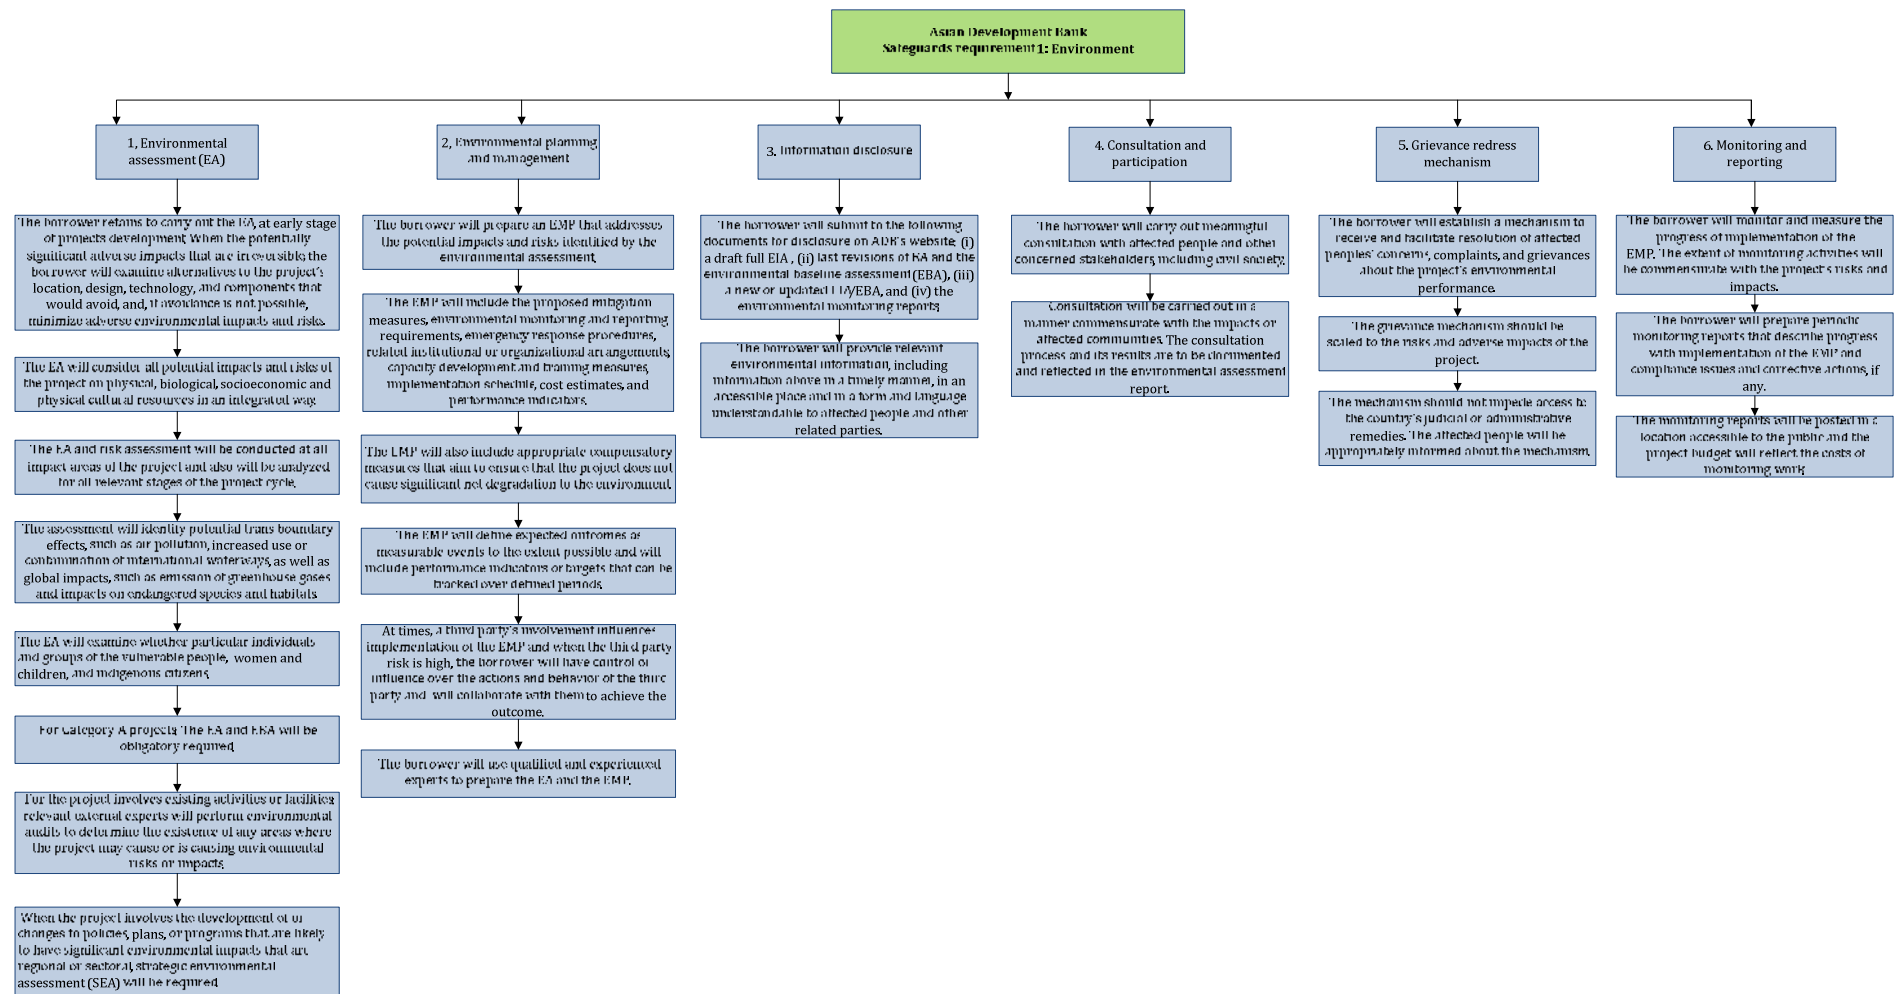 Asian Development Bank
Safeguards requirement 1: Environment
1, Environmental
assessment (EA)
The borrower retains to carry out the EA, at early stage
of projects development. When the potentially
significant adverse impacts that are irreversible, the
borrower will examine alternatives to the project's
location, design, technology, and components that
would avoid, and, if avoidance is not possible,
minimize adverse environmental impacts and risks.
The EA will consider all potential impacts and risks of
the project on physical, biological, socioeconomic and
physical cultural resources in an integrated way.
The EA and risk assessment will be conducted at all
impact areas of the project and also will be analyzed
for all relevant stages of the project cycle.
The assessment will identify potential trans boundary
effects, such as air pollution, increased use or
contamination of international waterways, as well as
global impacts, such as emission of greenhouse gases
and impacts on endangered species and habitats.
The EA will examine whether particular individuals
and groups of the vulnerable people, women and
children, and indigenous citizens.
For Category A projects, The EA and EBA will be
obligatory required.
For the project involves existing activities or facilities,
relevant external experts will perform environmental
audits to determine the existence of any areas where
the project may cause or is causing environmental
risks or impacts.
When the project involves the development of or
changes to policies, plans, or programs that are likely
to have significant environmental impacts that are
regional or sectoral, strategic environmental
assessment (SEA) will be required.
2, Environmental planning
and management
The borrower will prepare an EMP that addresses
the potential impacts and risks identified by the
environmental assessment.
The EMP will include the proposed mitigation
measures, environmental monitoring and reporting
requirements, emergency response procedures,
related institutional or organizational arrangements,
capacity development and training measures,
implementation schedule, cost estimates, and
performance indicators.
The EMP will also include appropriate compensatory
measures that aim to ensure that the project does not
cause significant net degradation to the environment.
The EMP will define expected outcomes as
measurable events to the extent possible and will
include performance indicators or targets that can be
tracked over defined periods.
At times, a third party's involvement influences
implementation of the EMP and when the third party
risk is high, the borrower will have control or
influence over the actions and behavior of the third
party and will collaborate with them to achieve the
outcome.
The borrower will use qualified and experienced
experts to prepare the EA and the EMP.
3. Information disclosure
The borrower will submit to the following
documents for disclosure on ADB's website; (i)
a draft full EIA , (ii) last revisions of EA and the
environmental baseline assessment (EBA), (iii)
a new or updated EIA/EBA, and (iv) the
environmental monitoring reports.
The borrower will provide relevant
environmental information, including
information above in a timely manner, in an
accessible place and in a form and language
understandable to affected people and other
related parties.
4. Consultation and
participation
The borrower will carry out meaningful
consultation with affected people and other
concerned stakeholders, including civil society.
Consultation will be carried out in a
manner commensurate with the impacts or
affected communities. The consultation
process and its results are to be documented
and reflected in the environmental assessment
report.
5. Grievance redress
mechanism
The borrower will establish a mechanism to
receive and facilitate resolution of affected
peoples' concerns, complaints, and grievances
about the project's environmental
performance.
The grievance mechanism should be
scaled to the risks and adverse impacts of the
project.
The mechanism should not impede access to
the country's judicial or administrative
remedies. The affected people will be
appropriately informed about the mechanism.
6. Monitoring and
reporting
The borrower will monitor and measure the
progress of implementation of the
EMP. The extent of monitoring activities will
be commensurate with the project's risks and
impacts.
The borrower will prepare periodic
monitoring reports that describe progress
with implementation of the EMP and
compliance issues and corrective actions, if
any.
The monitoring reports will be posted in a
location accessible to the public and the
project budget will reflect the costs of
monitoring work.